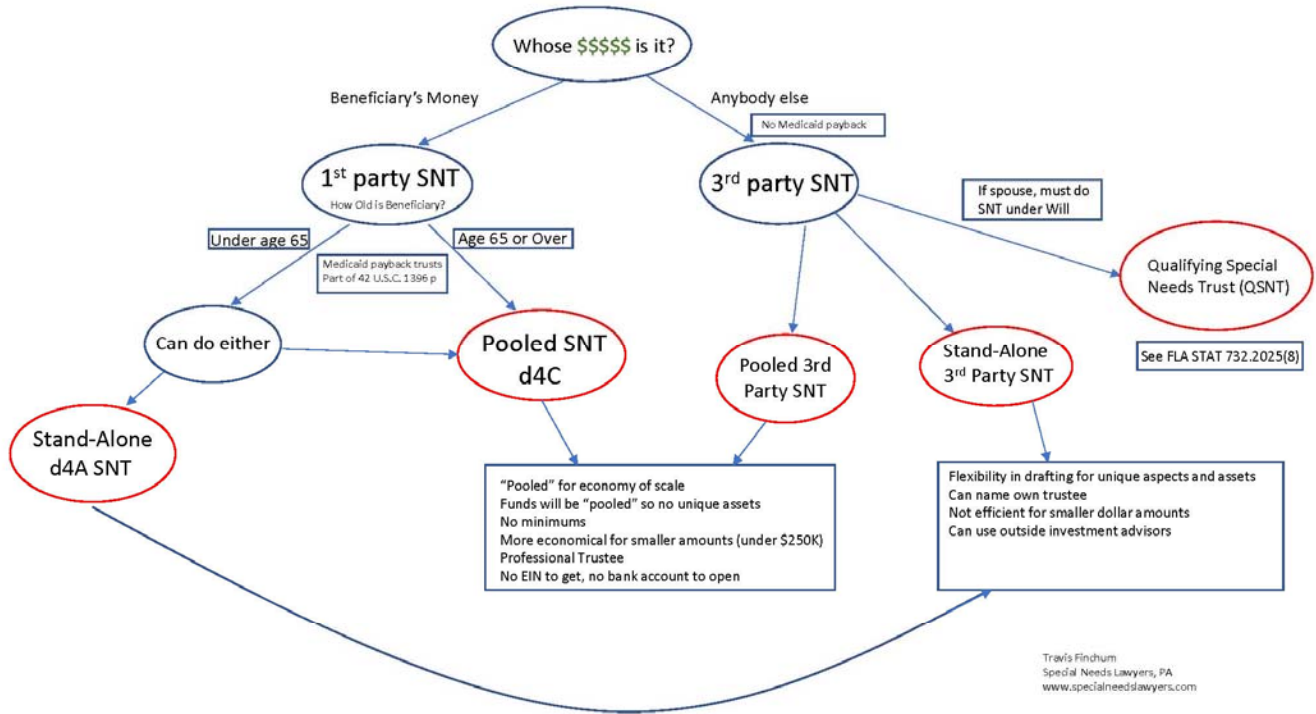 Whose $$$$$ is it?
Beneficiary's Money
Anybody else
No Medicaid payback
1st party SNT
How Old is Beneficiary?
3rd party SNT
If spouse, must do
SNT under Will
Under age 65
Age 65 or Over
Medicaid payback trusts
Part of 42 U.S.C. 1396 p
Qualifying Special
Needs Trust (QSNT)
Can do either
Pooled SNT
d4C
Pooled 3rd
Party SNT
Stand-Alone
3rd Party SNT
See FLA STAT 732.2025(8)
Stand-Alone
d4A SNT
"Pooled" for economy of scale
Funds will be "pooled" so no unique assets
No minimums
More economical for smaller amounts (under $250K)
Professional Trustee
No EIN to get, no bank account to open
Flexibility in drafting for unique aspects and assets
Can name own trustee
Not efficient for smaller dollar amounts
Can use outside investment advisors
Travis Finchum
Special Needs Lawyers, PA
www.specialneedslawyers.com